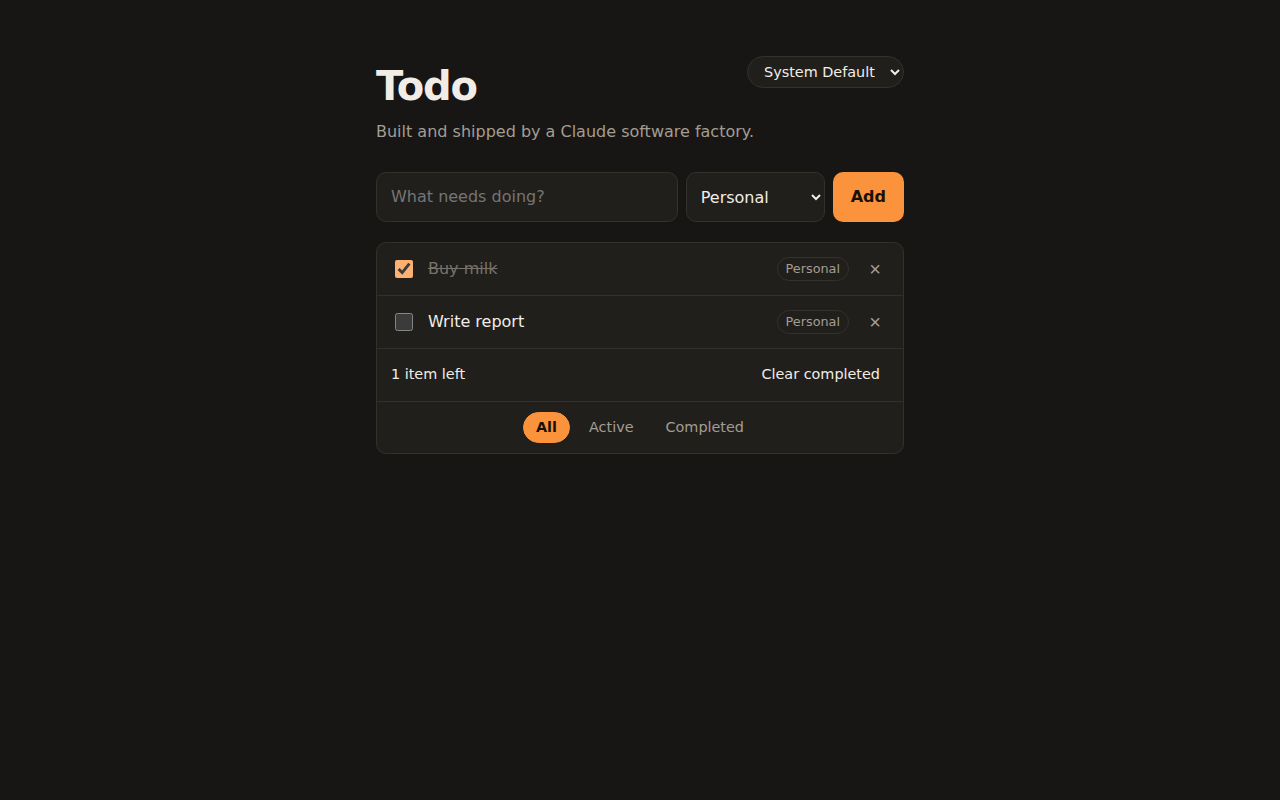 Todo
System Default
Built and shipped by a Claude software factory.
What needs doing?
Personal
Add
Buy milk
Personal
×
Write report
Personal
×
1 item left
Clear completed
All
Active
Completed